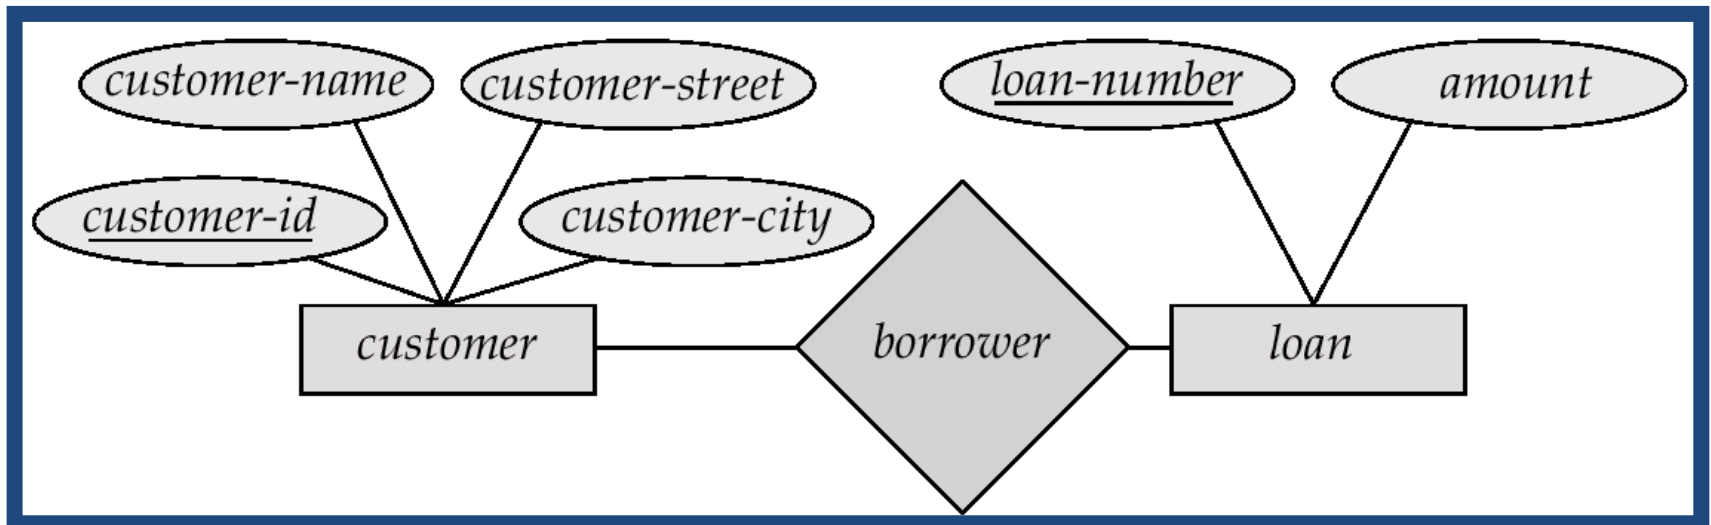 customer-name
customer-street
loan-number
amount
customer-id
customer-city
customer
borrower
loan